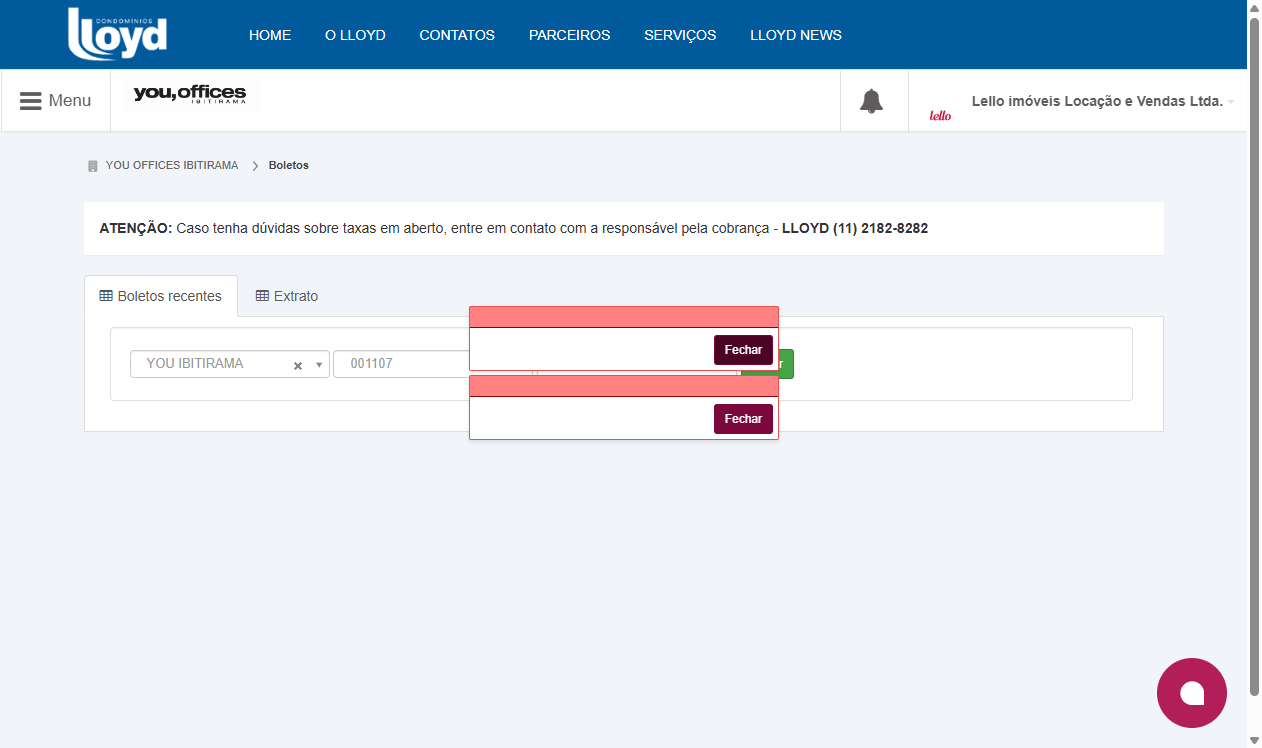 CONDOMÍNIOS
Lloyd
HOME
O LLOYD
CONTATOS
PARCEIROS
SERVIÇOS
LLOYD NEWS
Menu
you,offices
IBITIRAMA
lello
Lello imóveis Locação e Vendas Ltda.
YOU OFFICES IBITIRAMA
Boletos
ATENÇÃO: Caso tenha dúvidas sobre taxas em aberto, entre em contato com a responsável pela cobrança - LLOYD (11) 2182-8282
Boletos recentes
Extrato
YOU IBITIRAMA
001107
Fechar
Fechar